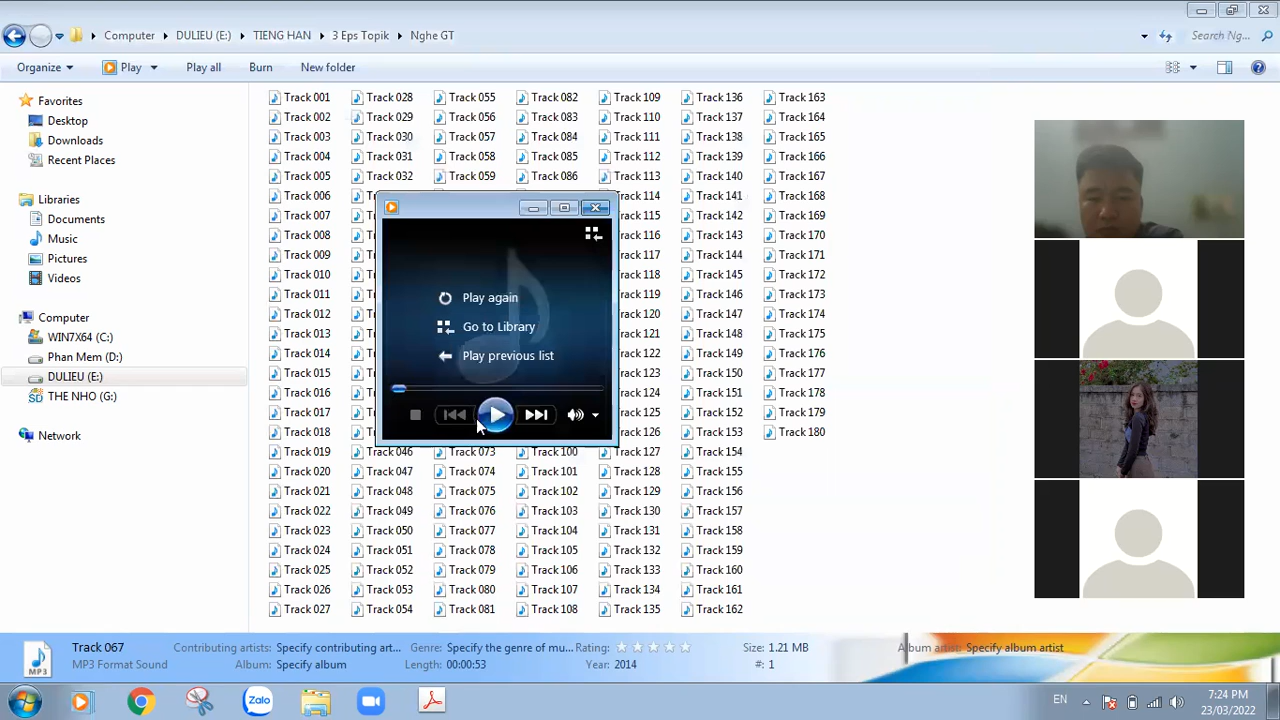 Computer DULIEU (E:) TIENG HAN 3 Eps Topik Nghe GT Search Ng...
Organize Play Play all Burn New folder
Favorites
Desktop
Downloads
Recent Places
Libraries
Documents
Music
Pictures
Videos
Computer
WIN7X64 (C:)
Phan Mem (D:)
DULIEU (E:)
THE NHO (G:)
Network
Track 001 Track 028 Track 055 Track 082 Track 109 Track 136 Track 163
Track 002 Track 029 Track 056 Track 083 Track 110 Track 137 Track 164
Track 003 Track 030 Track 057 Track 084 Track 111 Track 138 Track 165
Track 004 Track 031 Track 058 Track 085 Track 112 Track 139 Track 166
Track 005 Track 032 Track 059 Track 086 Track 113 Track 140 Track 167
Track 006 Track 114 Track 141 Track 168
Track 007 Track 115 Track 142 Track 169
Track 008 Track 116 Track 143 Track 170
Track 009 Track 117 Track 144 Track 171
Track 010 Track 118 Track 145 Track 172
Track 011 Track 119 Track 146 Track 173
Track 012 Track 120 Track 147 Track 174
Track 013 Track 121 Track 148 Track 175
Track 014 Track 122 Track 149 Track 176
Track 015 Track 123 Track 150 Track 177
Track 016 Track 124 Track 151 Track 178
Track 017 Track 125 Track 152 Track 179
Track 018 Track 126 Track 153 Track 180
Track 019 Track 046 Track 073 Track 100 Track 127 Track 154
Track 020 Track 047 Track 074 Track 101 Track 128 Track 155
Track 021 Track 048 Track 075 Track 102 Track 129 Track 156
Track 022 Track 049 Track 076 Track 103 Track 130 Track 157
Track 023 Track 050 Track 077 Track 104 Track 131 Track 158
Track 024 Track 051 Track 078 Track 105 Track 132 Track 159
Track 025 Track 052 Track 079 Track 106 Track 133 Track 160
Track 026 Track 053 Track 080 Track 107 Track 134 Track 161
Track 027 Track 054 Track 081 Track 108 Track 135 Track 162
Play again
Go to Library
Play previous list
Track 067 Contributing artists: Specify contributing art... Genre: Specify the genre of mu... Rating: Size: 1.21 MB Album artist: Specify album artist
MP3 Format Sound Album: Specify album Length: 00:00:53 Year: 2014 #: 1
MP3
Zalo
EN
7:24 PM
23/03/2022